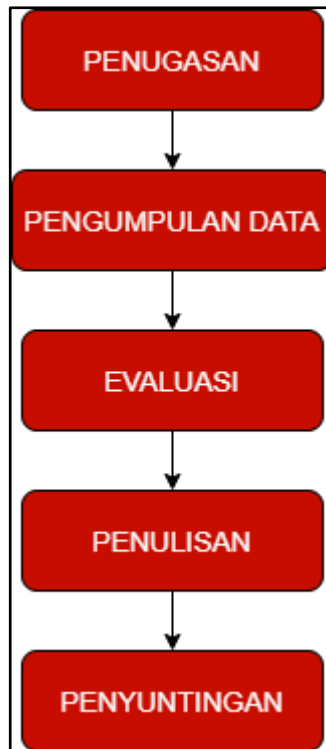 PENUGASAN
PENGUMPULAN DATA
EVALUASI
PENULISAN
PENYUNTINGAN